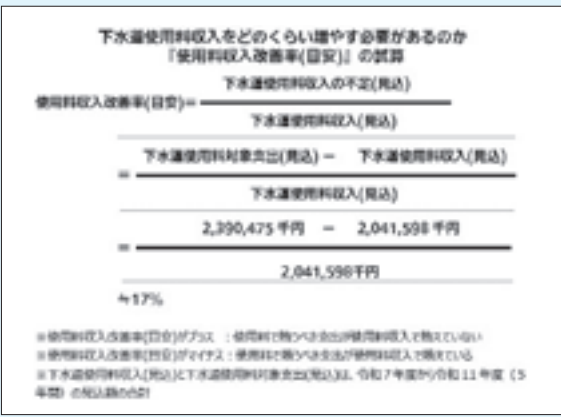 下水道使用料収入をどのくらい増やす必要があるのか
『使用料収入改善率(目安)』の試算
下水道使用料収入の不足(見込)
使用料収入改善率(目安)=
下水道使用料収入(見込)
下水道使用料対象支出(見込) − 下水道使用料収入(見込)
=
下水道使用料収入(見込)
2,390,475 千円 − 2,041,598 千円
=
2,041,598千円
≒17%
※使用料収入改善率(目安)がプラス :使用料で賄うべき支出が使用料収入で賄えていない
※使用料収入改善率(目安)がマイナス:使用料で賄うべき支出が使用料収入で賄えている
※下水道使用料収入(見込)と下水道使用料対象支出(見込)は、令和7年度から令和11年度(5
年間)の見込額の合計